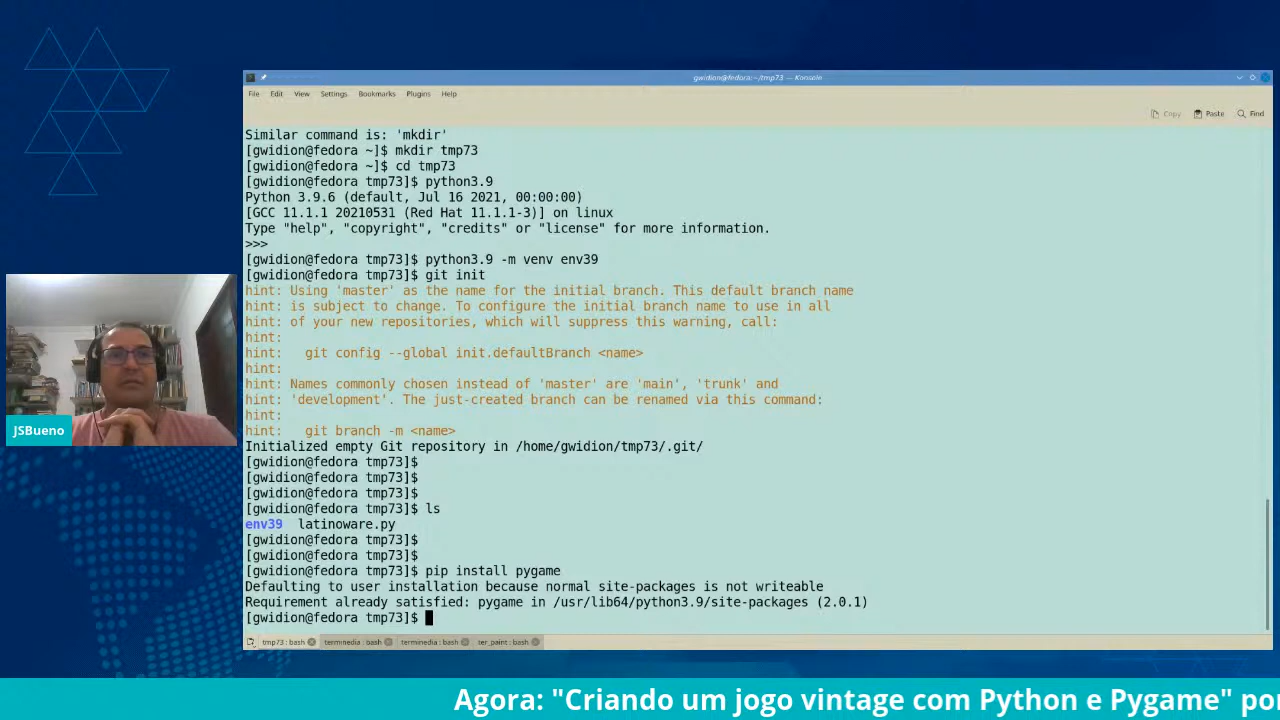 gwidion@fedora:~/tmp73 — Konsole
File Edit View Settings Bookmarks Plugins Help
Copy Paste Find
Similar command is: 'mkdir'
[gwidion@fedora ~]$ mkdir tmp73
[gwidion@fedora ~]$ cd tmp73
[gwidion@fedora tmp73]$ python3.9
Python 3.9.6 (default, Jul 16 2021, 00:00:00)
[GCC 11.1.1 20210531 (Red Hat 11.1.1-3)] on linux
Type "help", "copyright", "credits" or "license" for more information.
>>>
[gwidion@fedora tmp73]$ python3.9 -m venv env39
[gwidion@fedora tmp73]$ git init
hint: Using 'master' as the name for the initial branch. This default branch name
hint: is subject to change. To configure the initial branch name to use in all
hint: of your new repositories, which will suppress this warning, call:
hint:
hint:   git config --global init.defaultBranch <name>
hint:
hint: Names commonly chosen instead of 'master' are 'main', 'trunk' and
hint: 'development'. The just-created branch can be renamed via this command:
hint:
hint:   git branch -m <name>
Initialized empty Git repository in /home/gwidion/tmp73/.git/
[gwidion@fedora tmp73]$
[gwidion@fedora tmp73]$
[gwidion@fedora tmp73]$
[gwidion@fedora tmp73]$ ls
env39  latinoware.py
[gwidion@fedora tmp73]$
[gwidion@fedora tmp73]$
[gwidion@fedora tmp73]$ pip install pygame
Defaulting to user installation because normal site-packages is not writeable
Requirement already satisfied: pygame in /usr/lib64/python3.9/site-packages (2.0.1)
[gwidion@fedora tmp73]$
tmp73 : bash terminedia : bash terminedia : bash ter_paint : bash
JSBueno
Agora: "Criando um jogo vintage com Python e Pygame" po